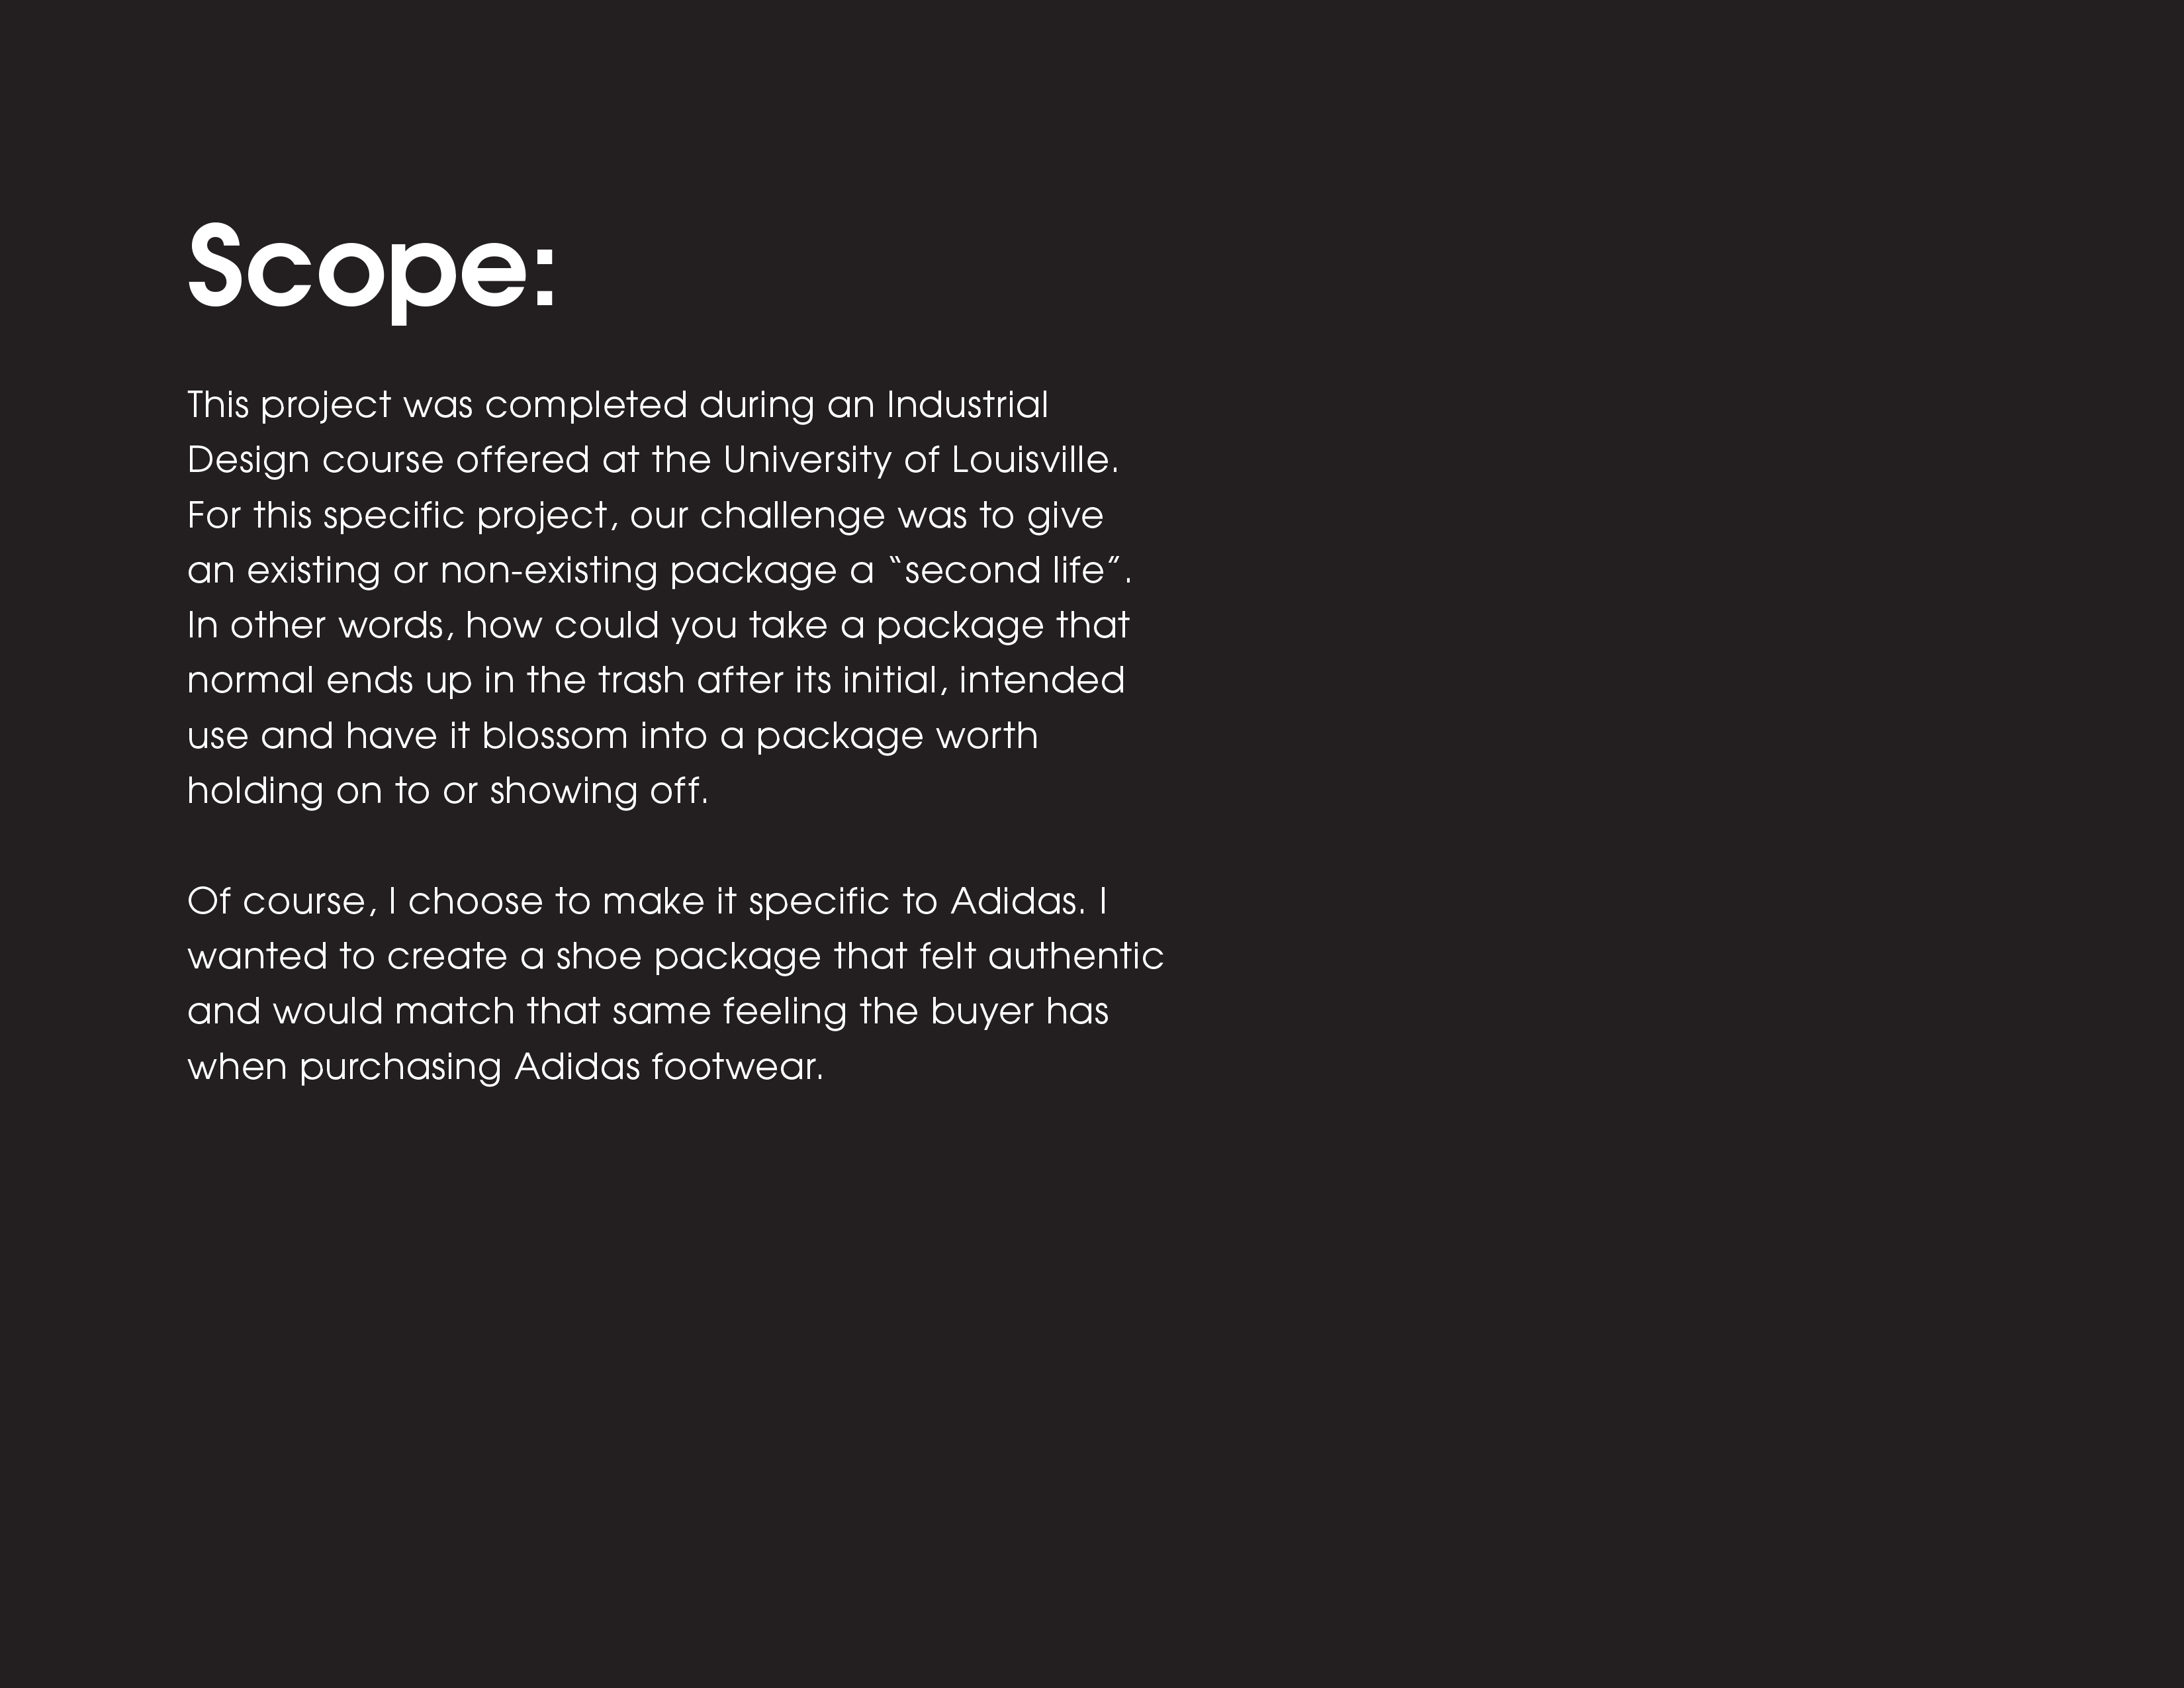 Scope:
This project was completed during an Industrial
Design course offered at the University of Louisville.
For this specific project, our challenge was to give
an existing or non-existing package a “second life”.
In other words, how could you take a package that
normal ends up in the trash after its initial, intended
use and have it blossom into a package worth
holding on to or showing off.
Of course, I choose to make it specific to Adidas. I
wanted to create a shoe package that felt authentic
and would match that same feeling the buyer has
when purchasing Adidas footwear.